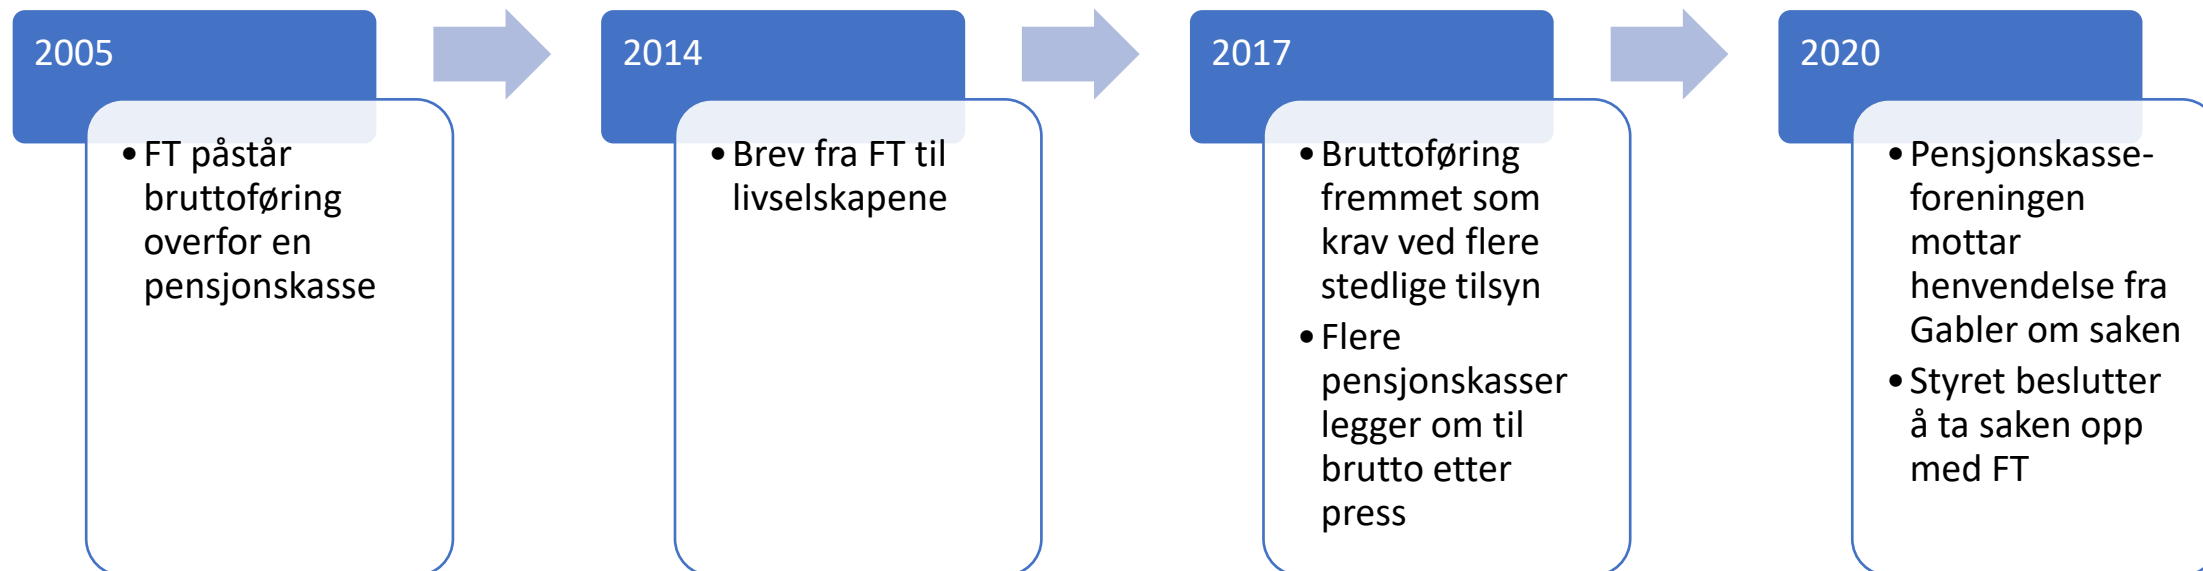 2005
• FT påstår
bruttoføring
overfor en
pensjonskasse
2014
• Brev fra FT til
livselskapene
2017
• Bruttoføring
fremmet som
krav ved flere
stedlige tilsyn
• Flere
pensjonskasser
legger om til
brutto etter
press
2020
• Pensjonskasse-
foreningen
mottar
henvendelse fra
Gabler om saken
• Styret beslutter
å ta saken opp
med FT